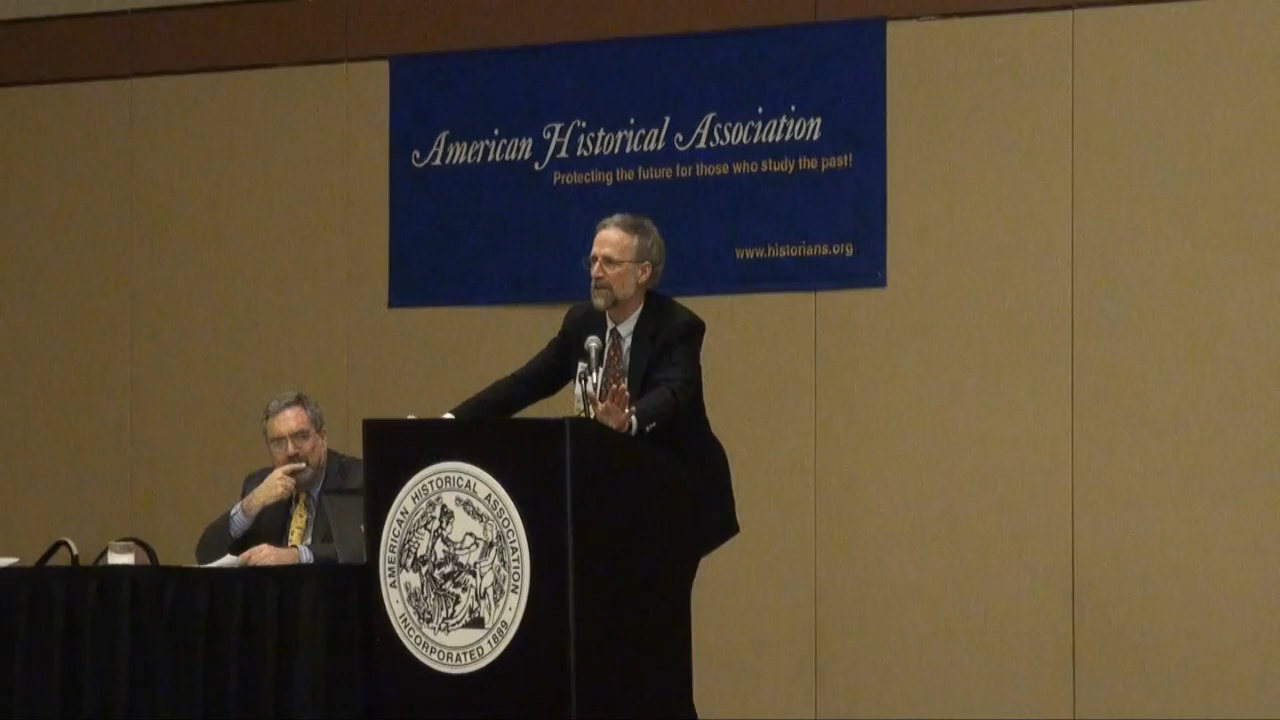 American Historical Association
Protecting the future for those who study the past!
www.historians.org
AMERICAN HISTORICAL ASSOCIATION
· INCORPORATED 1889 ·